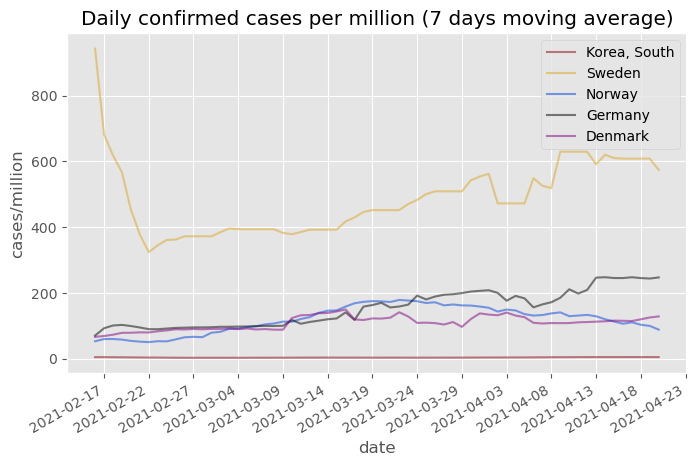 Daily confirmed cases per million (7 days moving average)
Korea, South
Sweden
Norway
Germany
Denmark
cases/million
800
600
400
200
0
2021-02-17
2021-02-22
2021-02-27
2021-03-04
2021-03-09
2021-03-14
2021-03-19
2021-03-24
2021-03-29
2021-04-03
2021-04-08
2021-04-13
2021-04-18
2021-04-23
date